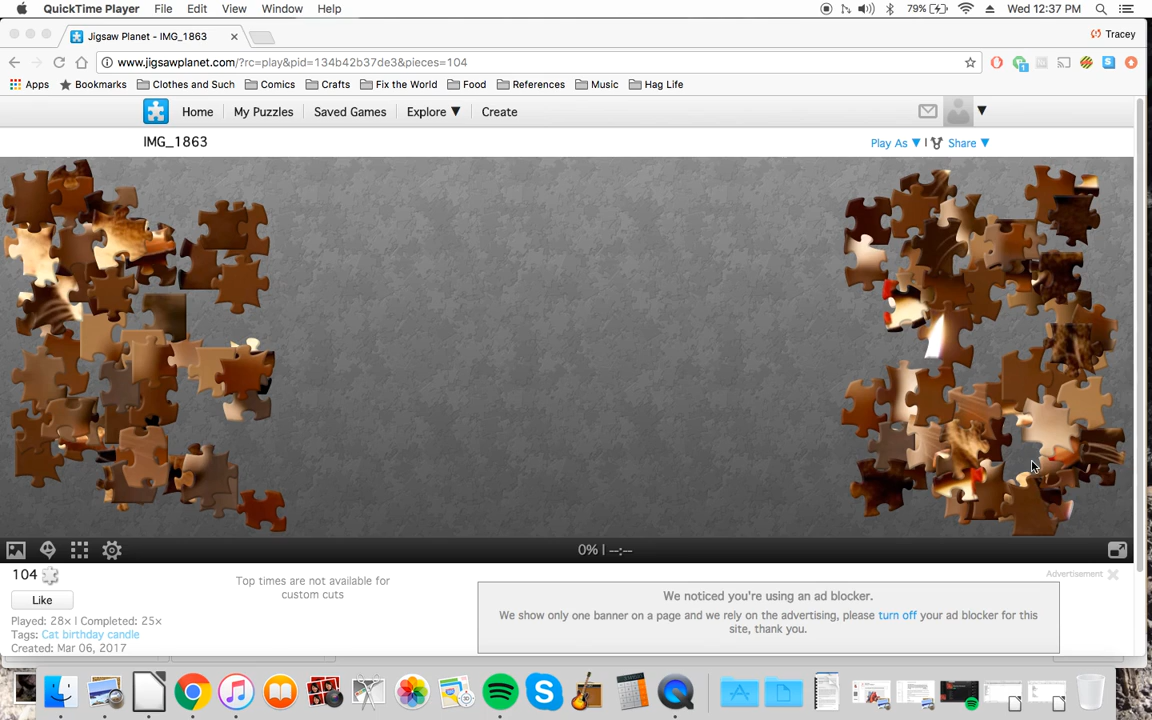 QuickTime Player File Edit View Window Help 79% Wed 12:37 PM
Jigsaw Planet - IMG_1863 Tracey
www.jigsawplanet.com/?rc=play&pid=134b42b37de3&pieces=104
Apps Bookmarks Clothes and Such Comics Crafts Fix the World Food References Music Hag Life
Home My Puzzles Saved Games Explore ▼ Create
IMG_1863 Play As ▼ Share ▼
0% | --:--
104
Like
Played: 28x | Completed: 25x
Tags: Cat birthday candle
Created: Mar 06, 2017
Top times are not available for
custom cuts
Advertisement
We noticed you're using an ad blocker.
We show only one banner on a page and we rely on the advertising, please turn off your ad blocker for this
site, thank you.